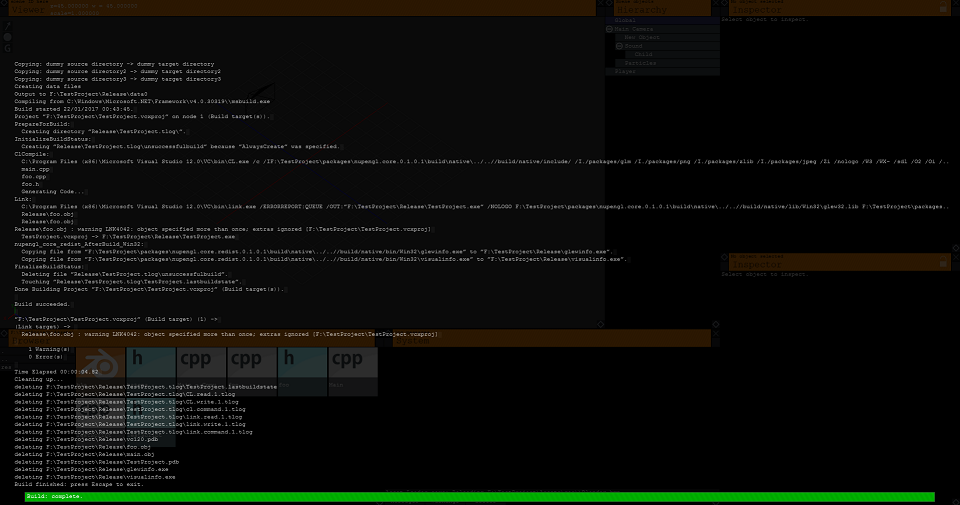 Viewer
Hierarchy
Inspector
Select object to inspect.
Global
Main Camera
New Object
Sound
Particles
Player
G
Copying: dummy source directory -> dummy target directory
Copying: dummy source directory2 -> dummy target directory2
Copying: dummy source directory3 -> dummy target directory3
Creating data files
Output to F:\TestProject\Release\data0
Compiling from C:\Windows\Microsoft.NET\Framework\v4.0.30319\\msbuild.exe
Build started 22/01/2017 00:43:45.
Project "F:\TestProject\TestProject.vcxproj" on node 1 (Build target(s)).
PrepareForBuild:
Creating directory "Release\TestProject.tlog\".
InitializeBuildStatus:
Creating "Release\TestProject.tlog\unsuccessfulbuild" because "AlwaysCreate" was specified.
ClCompile:
C:\Program Files (x86)\Microsoft Visual Studio 12.0\VC\bin\CL.exe /c /IF:\TestProject\packages\nupengl.core.0.1.0.1\build\native\../..//build/native/include/ /I./packages/glm /I./packages/png /I./packages/zlib /I./packages/jpeg /Zi /nologo /W3 /WX- /sdl /O2 /Oi /..
main.cpp
foo.cpp
foo.h
Generating Code...
Link:
C:\Program Files (x86)\Microsoft Visual Studio 12.0\VC\bin\link.exe /ERRORREPORT:QUEUE /OUT:"F:\TestProject\Release\TestProject.exe" /NOLOGO F:\TestProject\packages\nupengl.core.0.1.0.1\build\native\../..//build/native/lib/Win32\glew32.lib F:\TestProject\packages..
Release\foo.obj
Release\foo.obj
Release\foo.obj : warning LNK4042: object specified more than once; extras ignored [F:\TestProject\TestProject.vcxproj]
TestProject.vcxproj -> F:\TestProject\Release\TestProject.exe
nupengl_core_redist_AfterBuild_Win32:
Copying file from "F:\TestProject\packages\nupengl.core.redist.0.1.0.1\build\native\../..//build/native/bin/Win32\glewinfo.exe" to "F:\TestProject\Release\glewinfo.exe".
Copying file from "F:\TestProject\packages\nupengl.core.redist.0.1.0.1\build\native\../..//build/native/bin/Win32\visualinfo.exe" to "F:\TestProject\Release\visualinfo.exe".
FinalizeBuildStatus:
Deleting file "Release\TestProject.tlog\unsuccessfulbuild".
Touching "Release\TestProject.tlog\TestProject.lastbuildstate".
Done Building Project "F:\TestProject\TestProject.vcxproj" (Build target(s)).
Inspector
Select object to inspect.
Build succeeded.
"F:\TestProject\TestProject.vcxproj" (Build target) (1) ->
(Link target) ->
Release\foo.obj : warning LNK4042: object specified more than once; extras ignored [F:\TestProject\TestProject.vcxproj]
1 Warning(s)
0 Error(s)
h
cpp
cpp
h
cpp
Time Elapsed 00:00:04.82
Cleaning up...
deleting F:\TestProject\Release\TestProject.tlog\TestProject.lastbuildstate
deleting F:\TestProject\Release\TestProject.tlog\CL.read.1.tlog
deleting F:\TestProject\Release\TestProject.tlog\CL.write.1.tlog
deleting F:\TestProject\Release\TestProject.tlog\cl.command.1.tlog
deleting F:\TestProject\Release\TestProject.tlog\link.read.1.tlog
deleting F:\TestProject\Release\TestProject.tlog\link.write.1.tlog
deleting F:\TestProject\Release\TestProject.tlog\link.command.1.tlog
deleting F:\TestProject\Release\vc120.pdb
deleting F:\TestProject\Release\foo.obj
deleting F:\TestProject\Release\main.obj
deleting F:\TestProject\Release\TestProject.pdb
deleting F:\TestProject\Release\glewinfo.exe
deleting F:\TestProject\Release\visualinfo.exe
Build finished: press Escape to exit.
Build: complete.